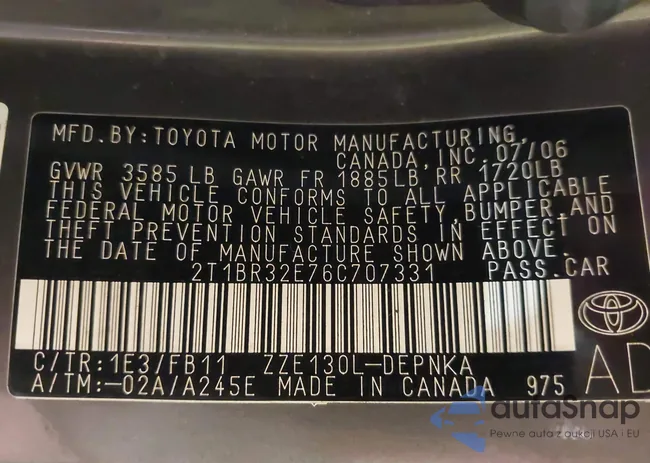 MFD. BY: TOYOTA MOTOR MANUFACTURING,
CANADA, INC. 07/06
GVWR 3585 LB GAWR FR 1885LB, RR 1720LB
THIS VEHICLE CONFORMS TO ALL APPLICABLE
FEDERAL MOTOR VEHICLE SAFETY, BUMPER, AND
THEFT PREVENTION STANDARDS IN EFFECT ON
THE DATE OF MANUFACTURE SHOWN ABOVE.
2T1BR32E76C707331 PASS. CAR
C/TR: 1E3/FB11 ZZE130L-DEPNKA
A/TM: -02A/A245E MADE IN CANADA 975
AD
autaSnap
Pewne auta z aukcji USA i EU